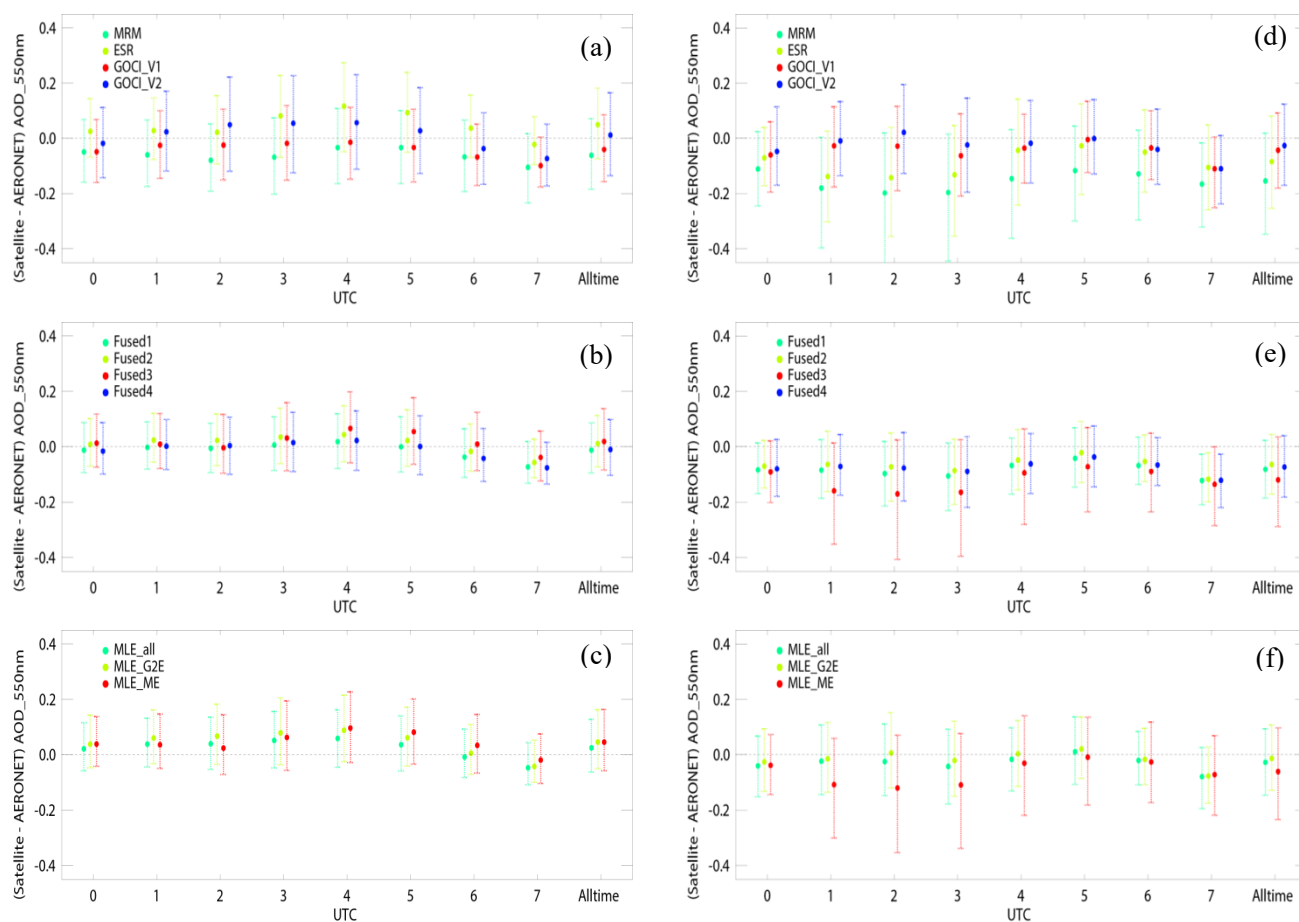 (Satellite - AERONET) AOD_550nm
0.4
0.2
0.0
-0.2
-0.4
MRM
ESR
GOCI_V1
GOCI_V2
(a)
0 1 2 3 4 5 6 7 Alltime
UTC
(Satellite - AERONET) AOD_550nm
0.4
0.2
0.0
-0.2
-0.4
MRM
ESR
GOCI_V1
GOCI_V2
(d)
0 1 2 3 4 5 6 7 Alltime
UTC
(Satellite - AERONET) AOD_550nm
0.4
0.2
0.0
-0.2
-0.4
Fused1
Fused2
Fused3
Fused4
(b)
0 1 2 3 4 5 6 7 Alltime
UTC
(Satellite - AERONET) AOD_550nm
0.4
0.2
0.0
-0.2
-0.4
Fused1
Fused2
Fused3
Fused4
(e)
0 1 2 3 4 5 6 7 Alltime
UTC
(Satellite - AERONET) AOD_550nm
0.4
0.2
0.0
-0.2
-0.4
MLE_all
MLE_G2E
MLE_ME
(c)
0 1 2 3 4 5 6 7 Alltime
UTC
(Satellite - AERONET) AOD_550nm
0.4
0.2
0.0
-0.2
-0.4
MLE_all
MLE_G2E
MLE_ME
(f)
0 1 2 3 4 5 6 7 Alltime
UTC